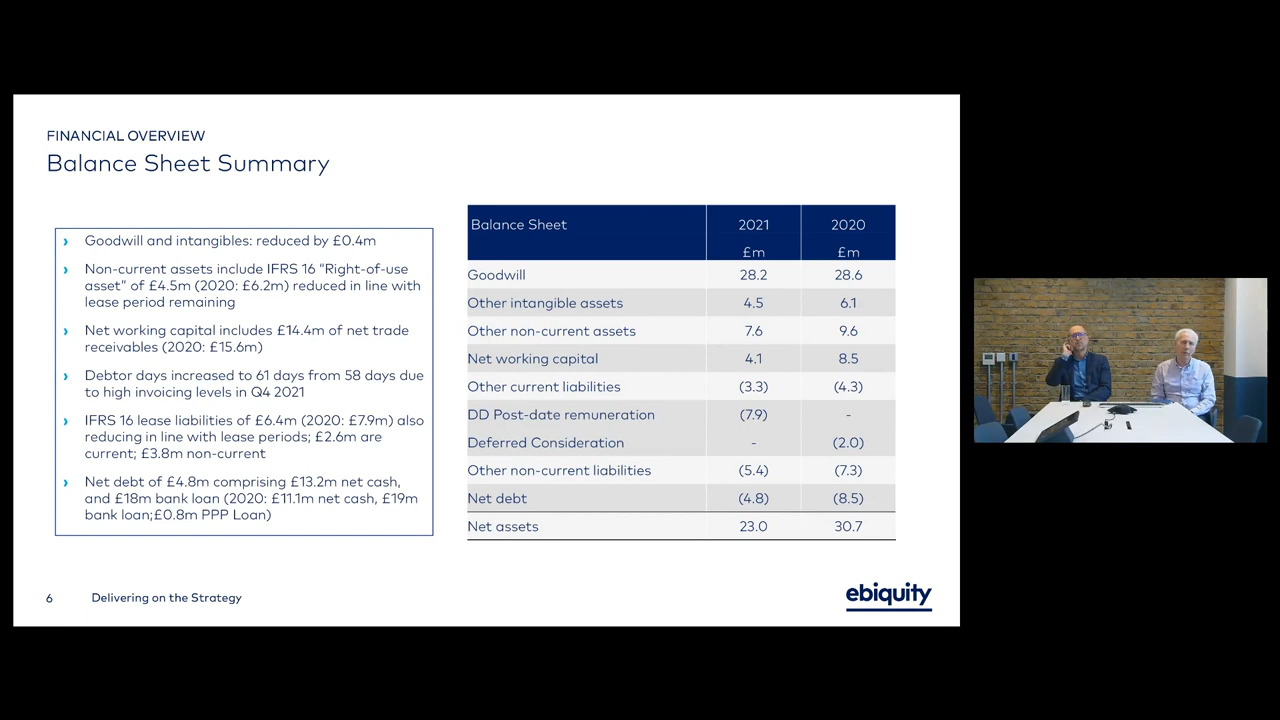 FINANCIAL OVERVIEW
Balance Sheet Summary
› Goodwill and intangibles: reduced by £0.4m
› Non-current assets include IFRS 16 “Right-of-use
asset” of £4.5m (2020: £6.2m) reduced in line with
lease period remaining
› Net working capital includes £14.4m of net trade
receivables (2020: £15.6m)
› Debtor days increased to 61 days from 58 days due
to high invoicing levels in Q4 2021
› IFRS 16 lease liabilities of £6.4m (2020: £7.9m) also
reducing in line with lease periods; £2.6m are
current; £3.8m non-current
› Net debt of £4.8m comprising £13.2m net cash,
and £18m bank loan (2020: £11.1m net cash, £19m
bank loan;£0.8m PPP Loan)
Balance Sheet 2021 2020
£m £m
Goodwill 28.2 28.6
Other intangible assets 4.5 6.1
Other non-current assets 7.6 9.6
Net working capital 4.1 8.5
Other current liabilities (3.3) (4.3)
DD Post-date remuneration (7.9) -
Deferred Consideration - (2.0)
Other non-current liabilities (5.4) (7.3)
Net debt (4.8) (8.5)
Net assets 23.0 30.7
6 Delivering on the Strategy
ebiquity